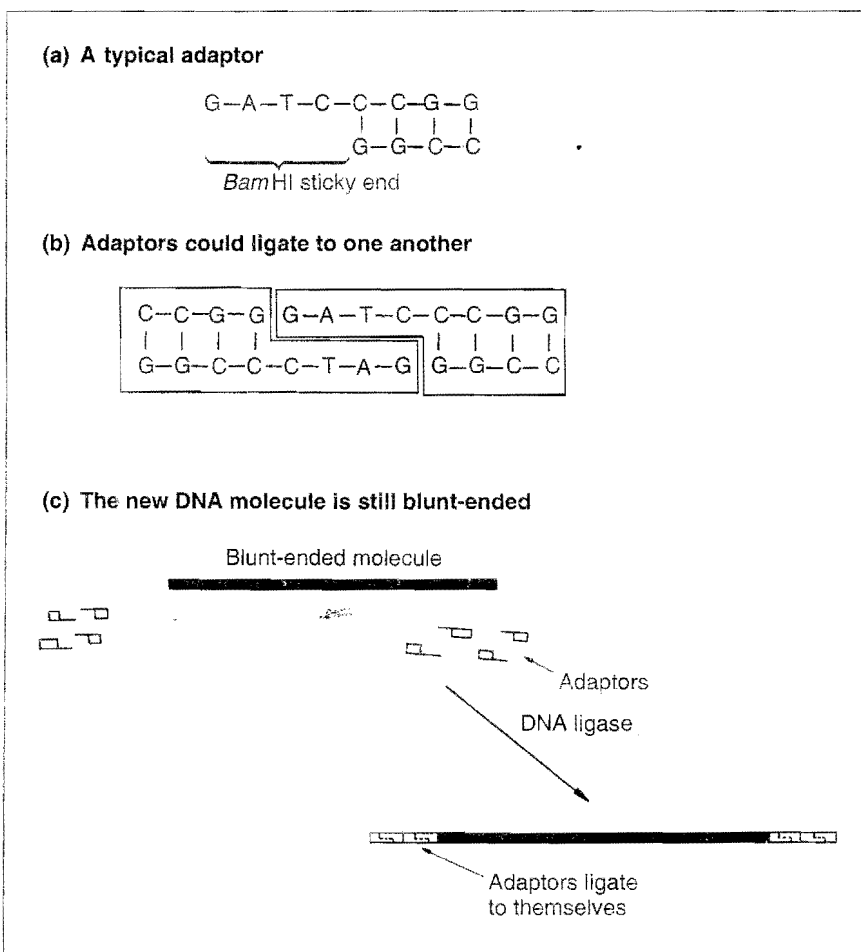 (a) A typical adaptor
G–A–T–C–C–C–G–G
G–G–C–C
BamHI sticky end
(b) Adaptors could ligate to one another
C–C–G–G G–A–T–C–C–C–G–G
G–G–C–C–C–T–A–G G–G–C–C
(c) The new DNA molecule is still blunt-ended
Blunt-ended molecule
Adaptors
DNA ligase
Adaptors ligate
to themselves